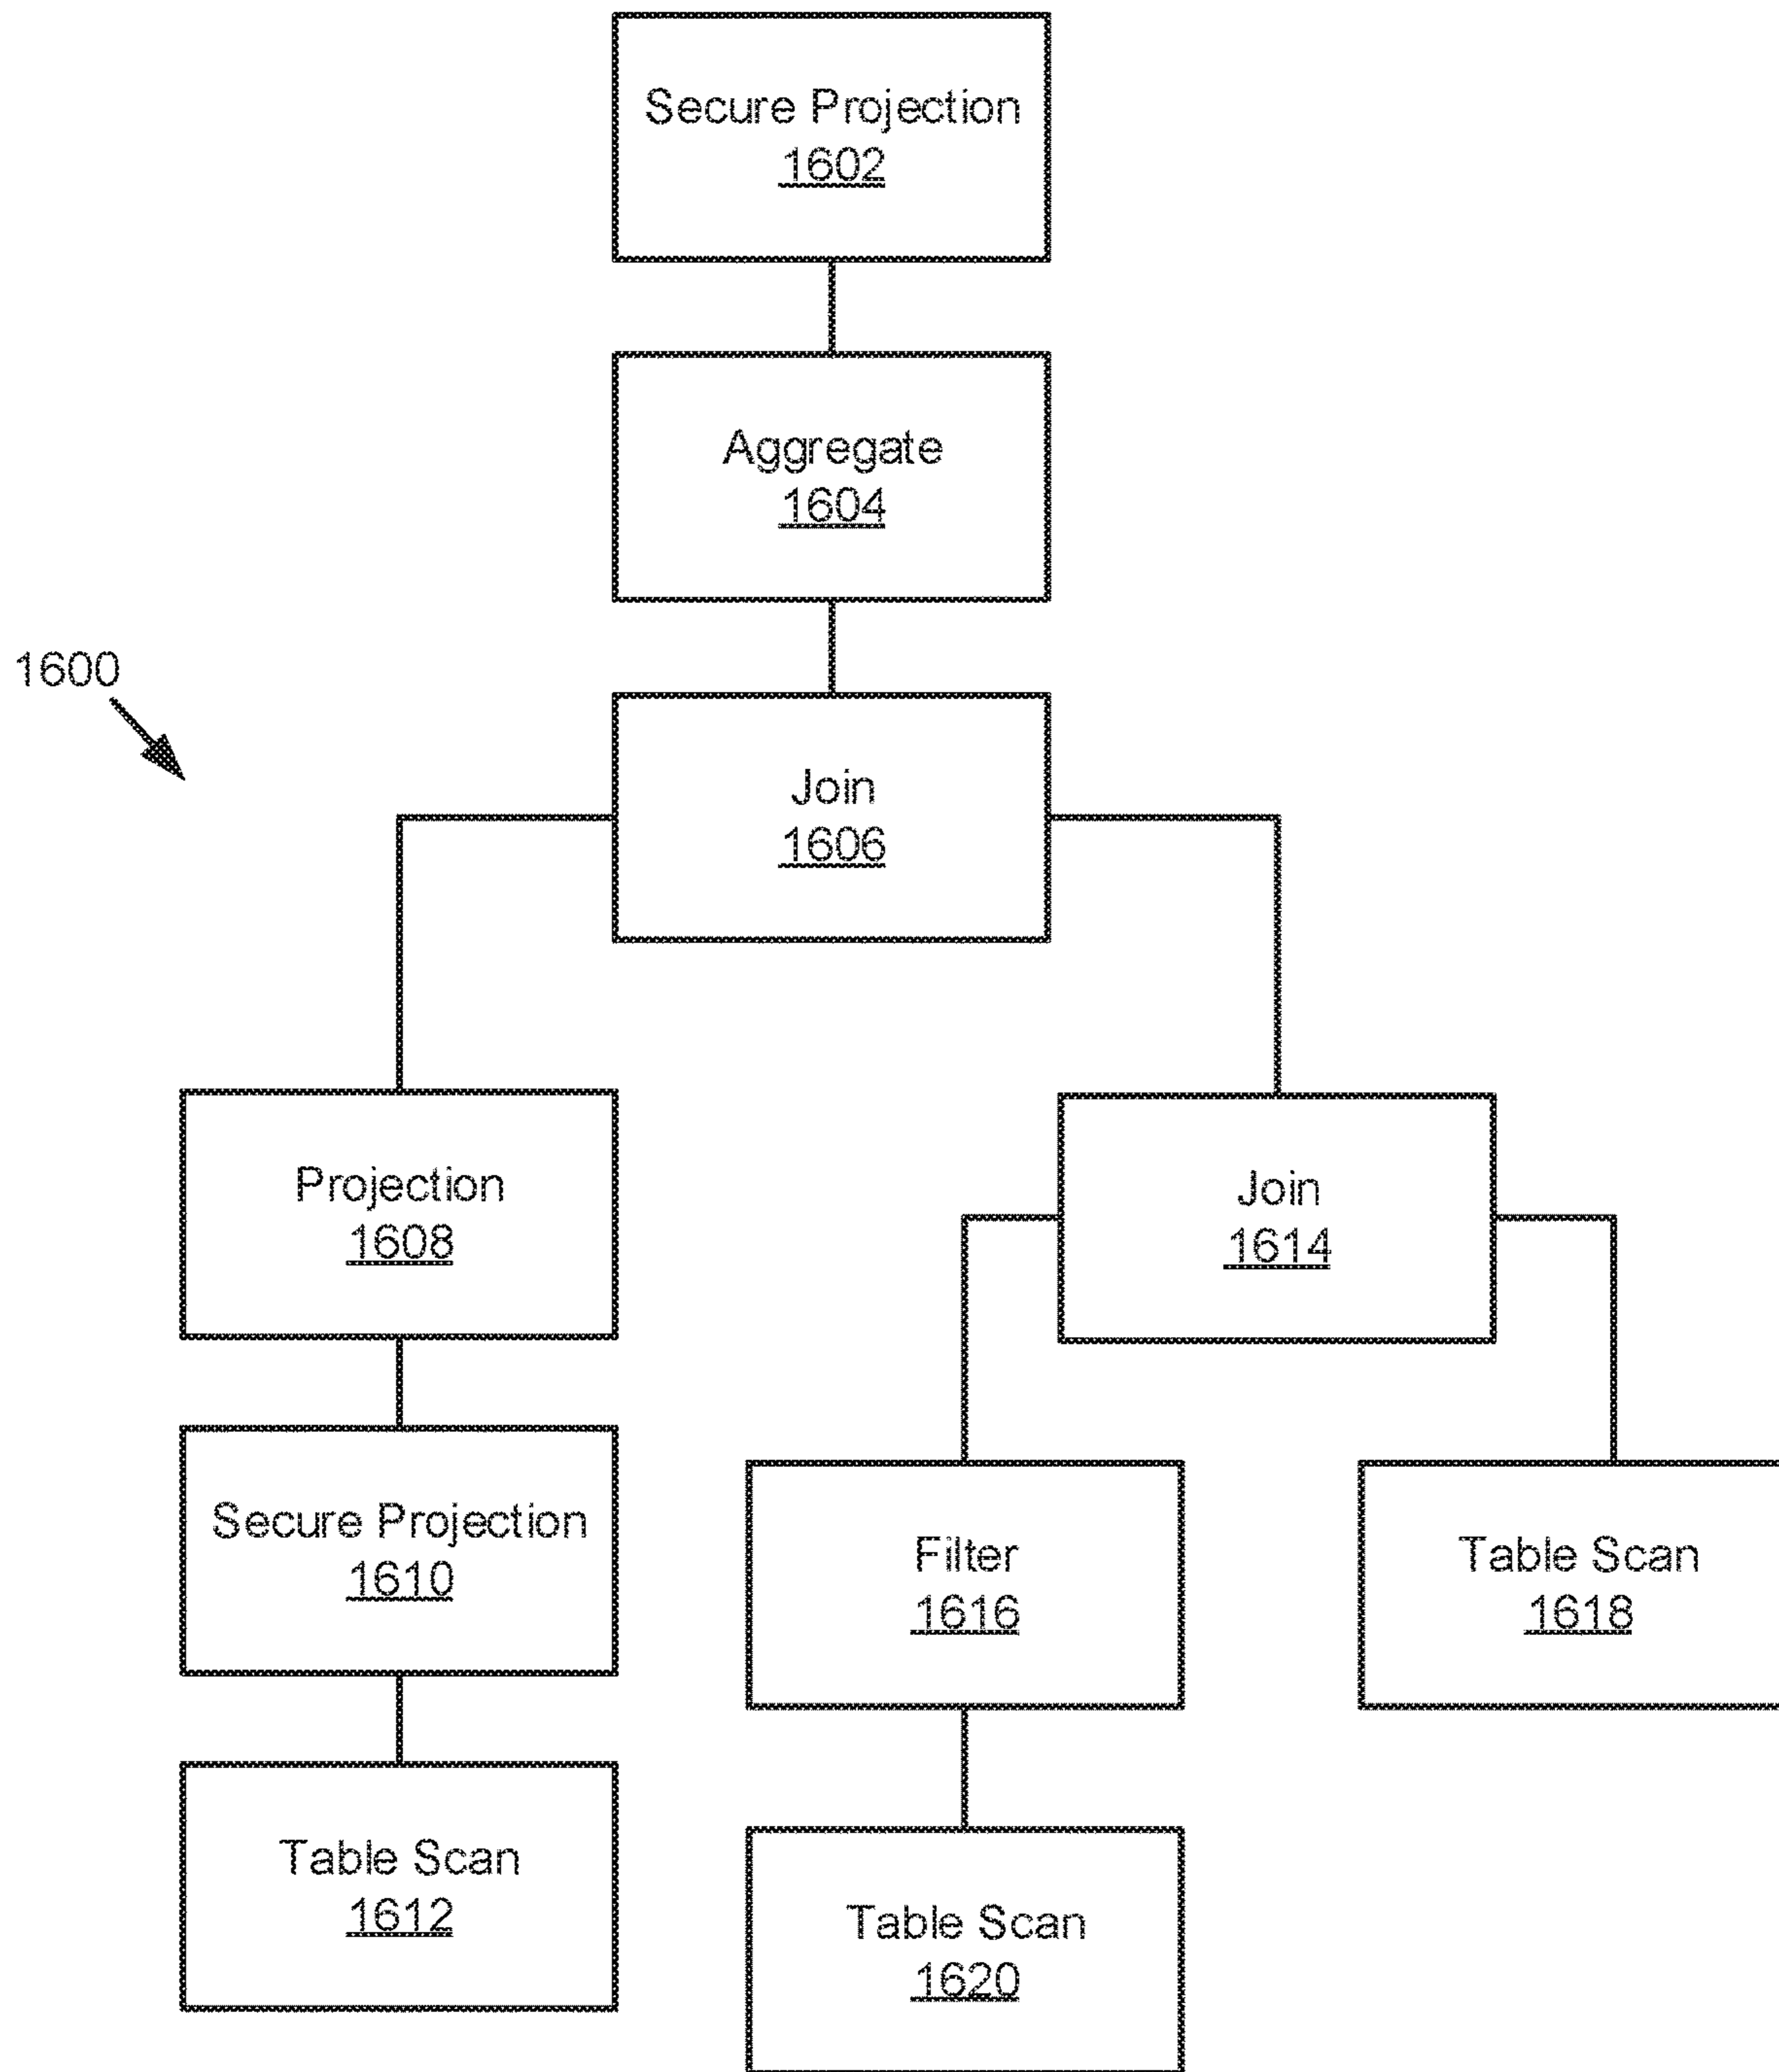 Secure Projection
1602
Aggregate
1604
1600
Join
1606
Projection
1608
Join
1614
Secure Projection
1610
Filter
1616
Table Scan
1618
Table Scan
1612
Table Scan
1620